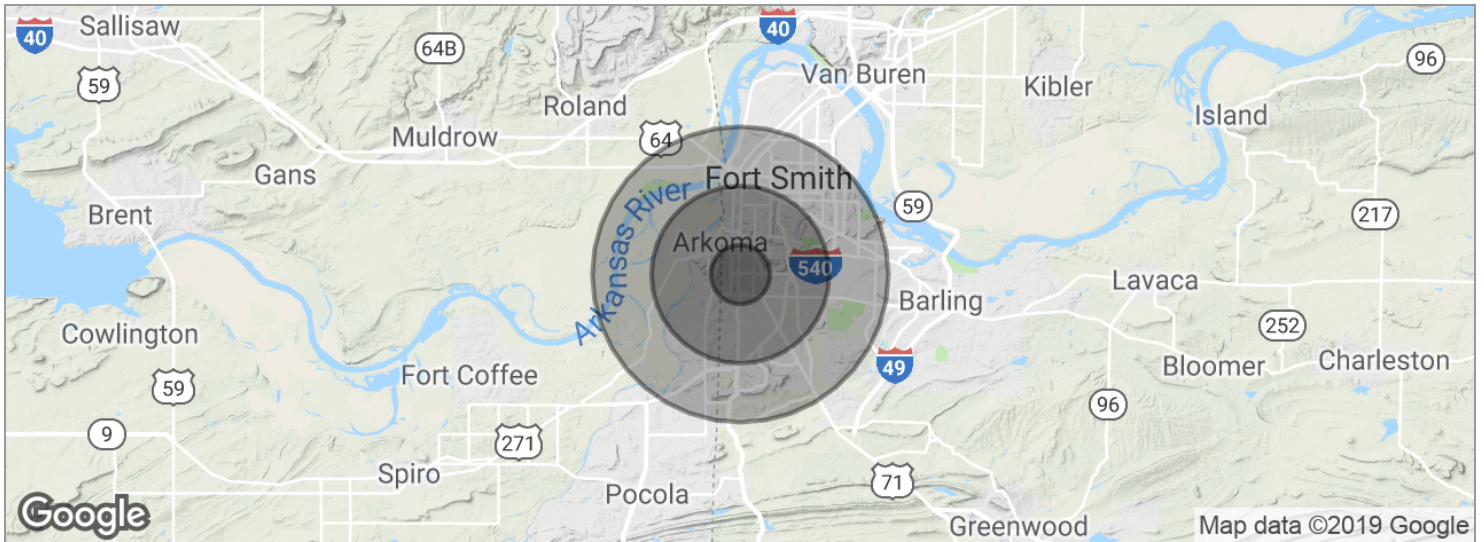 40
Sallisaw
64B
40
Van Buren
96
59
Roland
Kibler
Island
Muldrow
64
Gans
Fort Smith
Brent
Arkansas River
59
217
Arkoma
540
Lavaca
Barling
Cowlington
252
Fort Coffee
49
Bloomer
Charleston
59
96
9
271
Spiro
Pocola
71
Google
Greenwood
Map data ©2019 Google